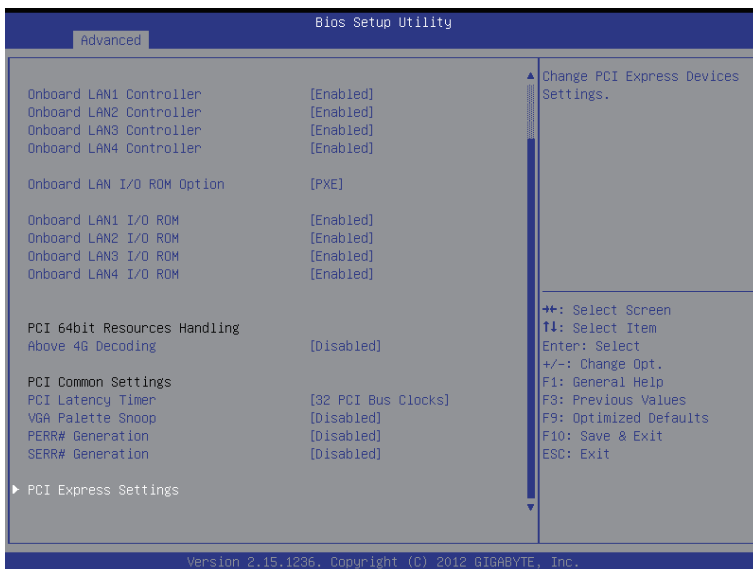 Bios Setup Utility
Advanced
Onboard LAN1 Controller [Enabled]
Onboard LAN2 Controller [Enabled]
Onboard LAN3 Controller [Enabled]
Onboard LAN4 Controller [Enabled]
Onboard LAN I/O ROM Option [PXE]
Onboard LAN1 I/O ROM [Enabled]
Onboard LAN2 I/O ROM [Enabled]
Onboard LAN3 I/O ROM [Enabled]
Onboard LAN4 I/O ROM [Enabled]
PCI 64bit Resources Handling
Above 4G Decoding [Disabled]
PCI Common Settings
PCI Latency Timer [32 PCI Bus Clocks]
VGA Palette Snoop [Disabled]
PERR# Generation [Disabled]
SERR# Generation [Disabled]
▶ PCI Express Settings
Change PCI Express Devices
Settings.
→←: Select Screen
↑↓: Select Item
Enter: Select
+/-: Change Opt.
F1: General Help
F3: Previous Values
F9: Optimized Defaults
F10: Save & Exit
ESC: Exit
Version 2.15.1236. Copyright (C) 2012 GIGABYTE, Inc.